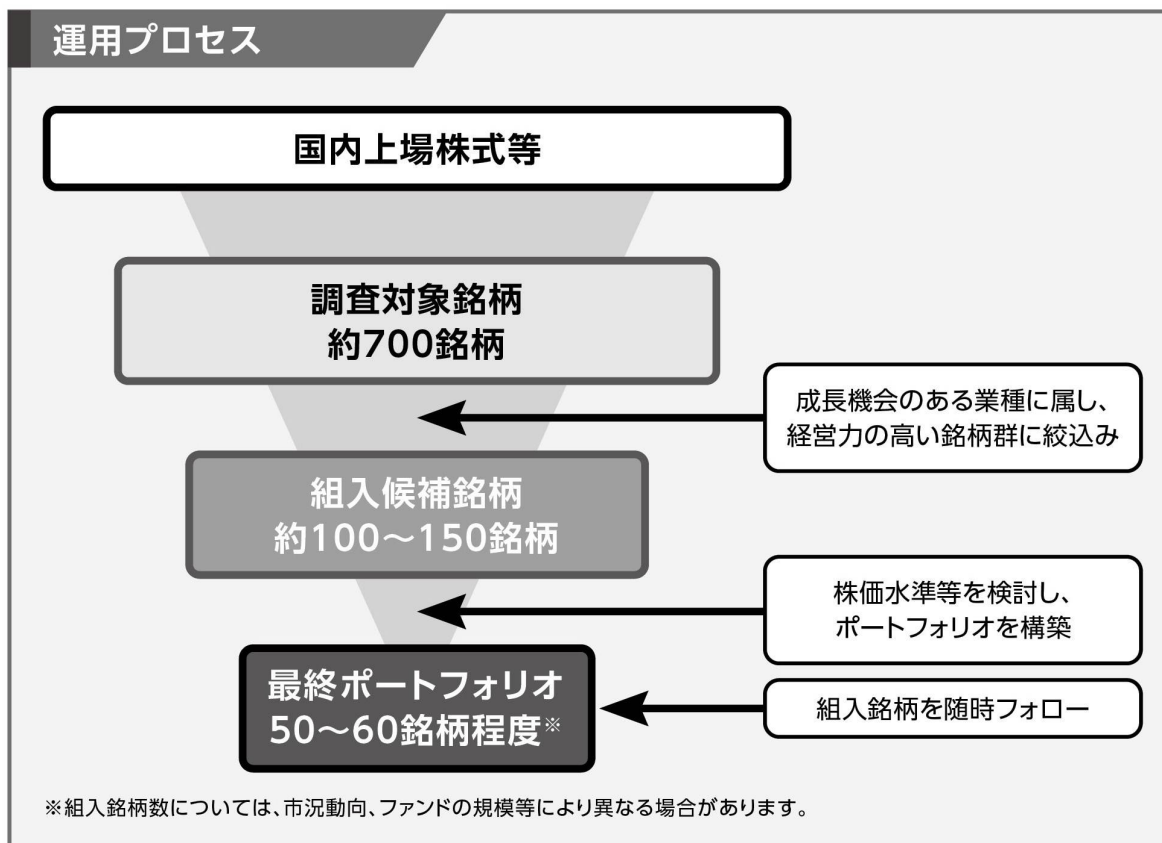 運用プロセス
国内上場株式等
調査対象銘柄
約700銘柄
成長機会のある業種に属し、
経営力の高い銘柄群に絞込み
組入候補銘柄
約100～150銘柄
株価水準等を検討し、
ポートフォリオを構築
最終ポートフォリオ
50～60銘柄程度※
組入銘柄を随時フォロー
※組入銘柄数については、市況動向、ファンドの規模等により異なる場合があります。